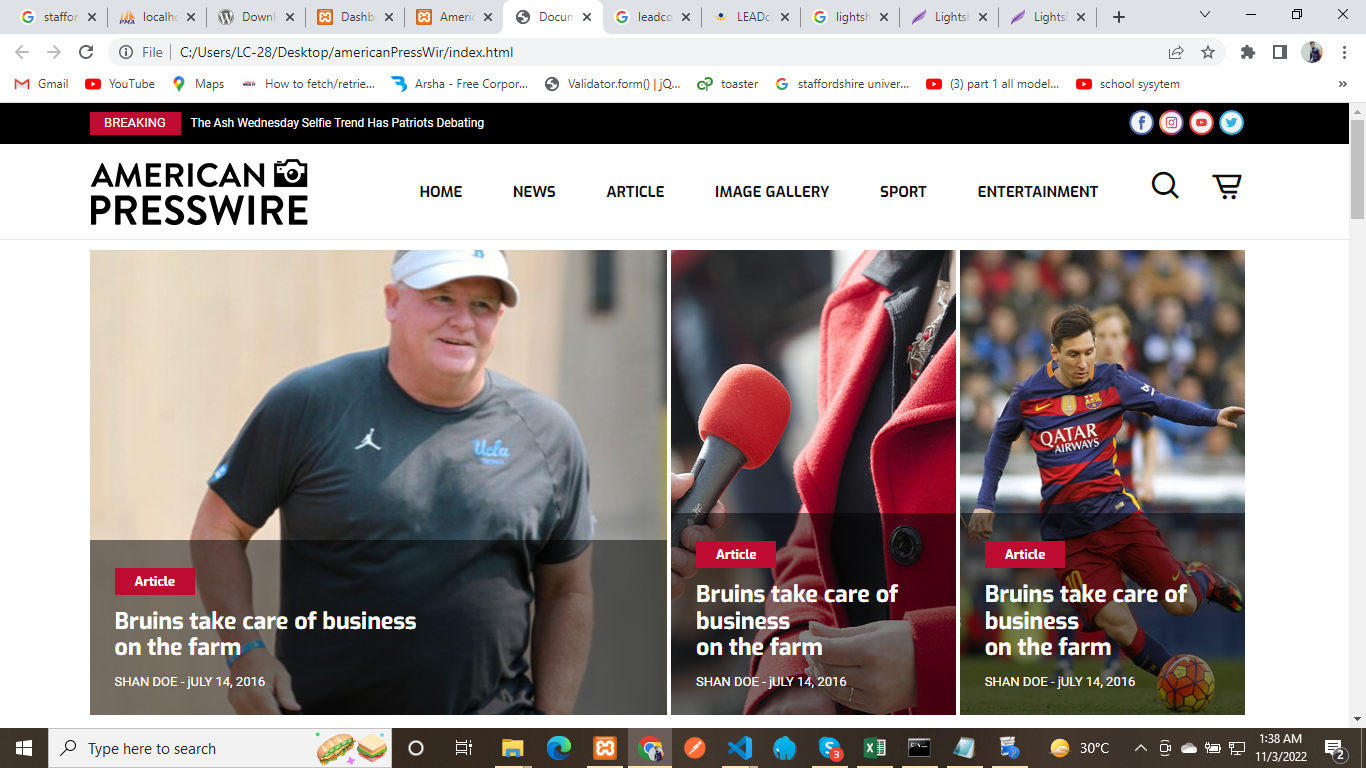 staffor
localho
Downl
Dashb
Americ
Docum
leadco
LEADc
lightsh
Lightsh
Lightsh
File
C:/Users/LC-28/Desktop/americanPressWir/index.html
Gmail
YouTube
Maps
How to fetch/retrie...
Arsha - Free Corpor...
Validator.form() | jQ...
toaster
staffordshire univer...
(3) part 1 all model...
school sysytem
BREAKING The Ash Wednesday Selfie Trend Has Patriots Debating
AMERICAN
PRESSWIRE
HOME NEWS ARTICLE IMAGE GALLERY SPORT ENTERTAINMENT
Ucla
Article
Bruins take care of business
on the farm
SHAN DOE - jULY 14, 2016
Article
Bruins take care of
business
on the farm
SHAN DOE - jULY 14, 2016
QATAR
AIRWAYS
10
Article
Bruins take care of
business
on the farm
SHAN DOE - jULY 14, 2016
Type here to search
3
30°C
1:38 AM
11/3/2022
2